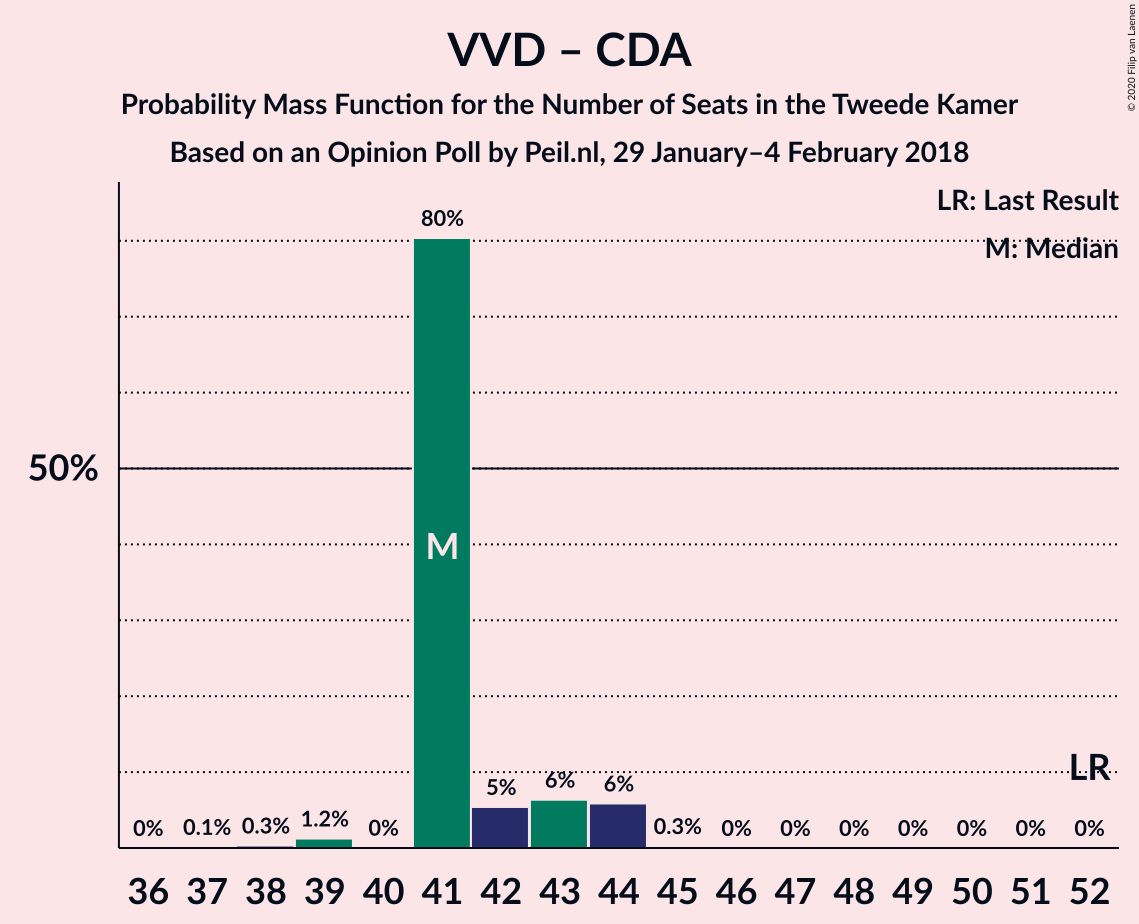 VVD – CDA
Probability Mass Function for the Number of Seats in the Tweede Kamer
Based on an Opinion Poll by Peil.nl, 29 January–4 February 2018
© 2020 Filip van Laenen
LR: Last Result
M: Median
80%
50%
M
LR
0% 0.1% 0.3% 1.2% 0% 5% 6% 6% 0.3% 0% 0% 0% 0% 0% 0% 0%
36 37 38 39 40 41 42 43 44 45 46 47 48 49 50 51 52